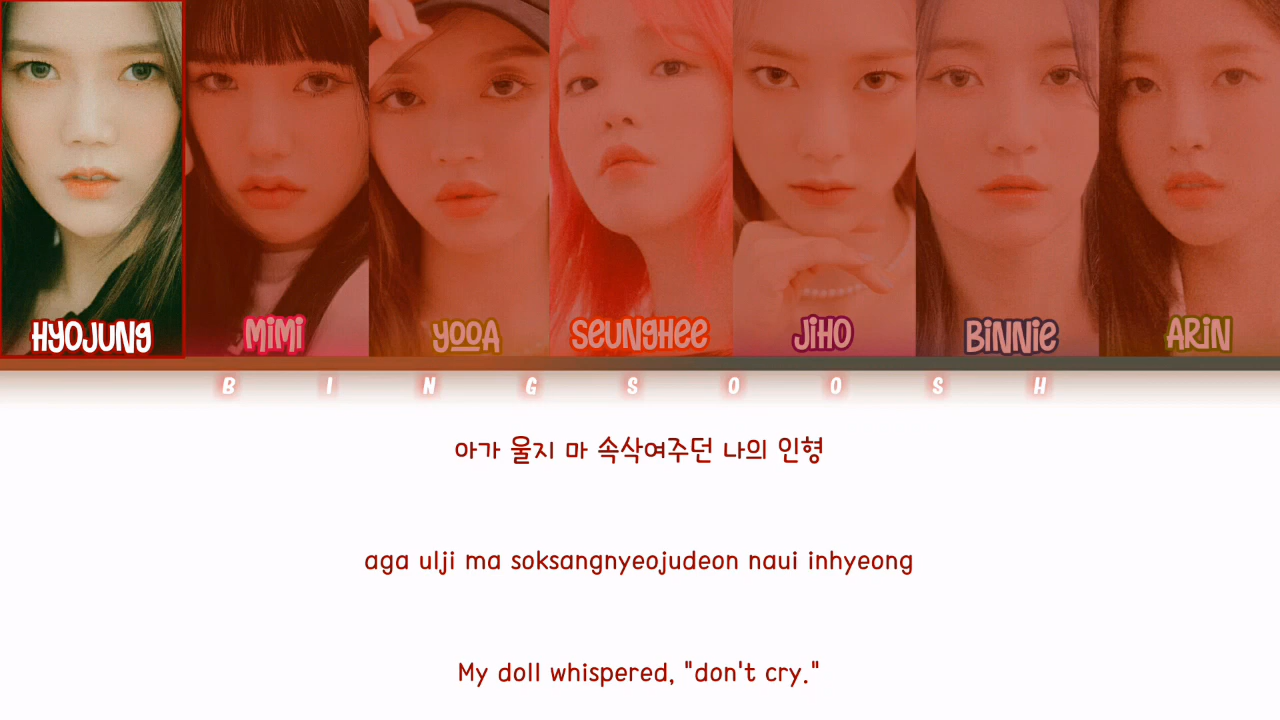 HYOJUNG MiMi YOOA SEUNGHEE JiHO BiNNiE ARiN
B I N G S O O S H
아가 울지 마 속삭여주던 나의 인형
aga ulji ma soksangnyeojudeon naui inhyeong
My doll whispered, "don't cry."